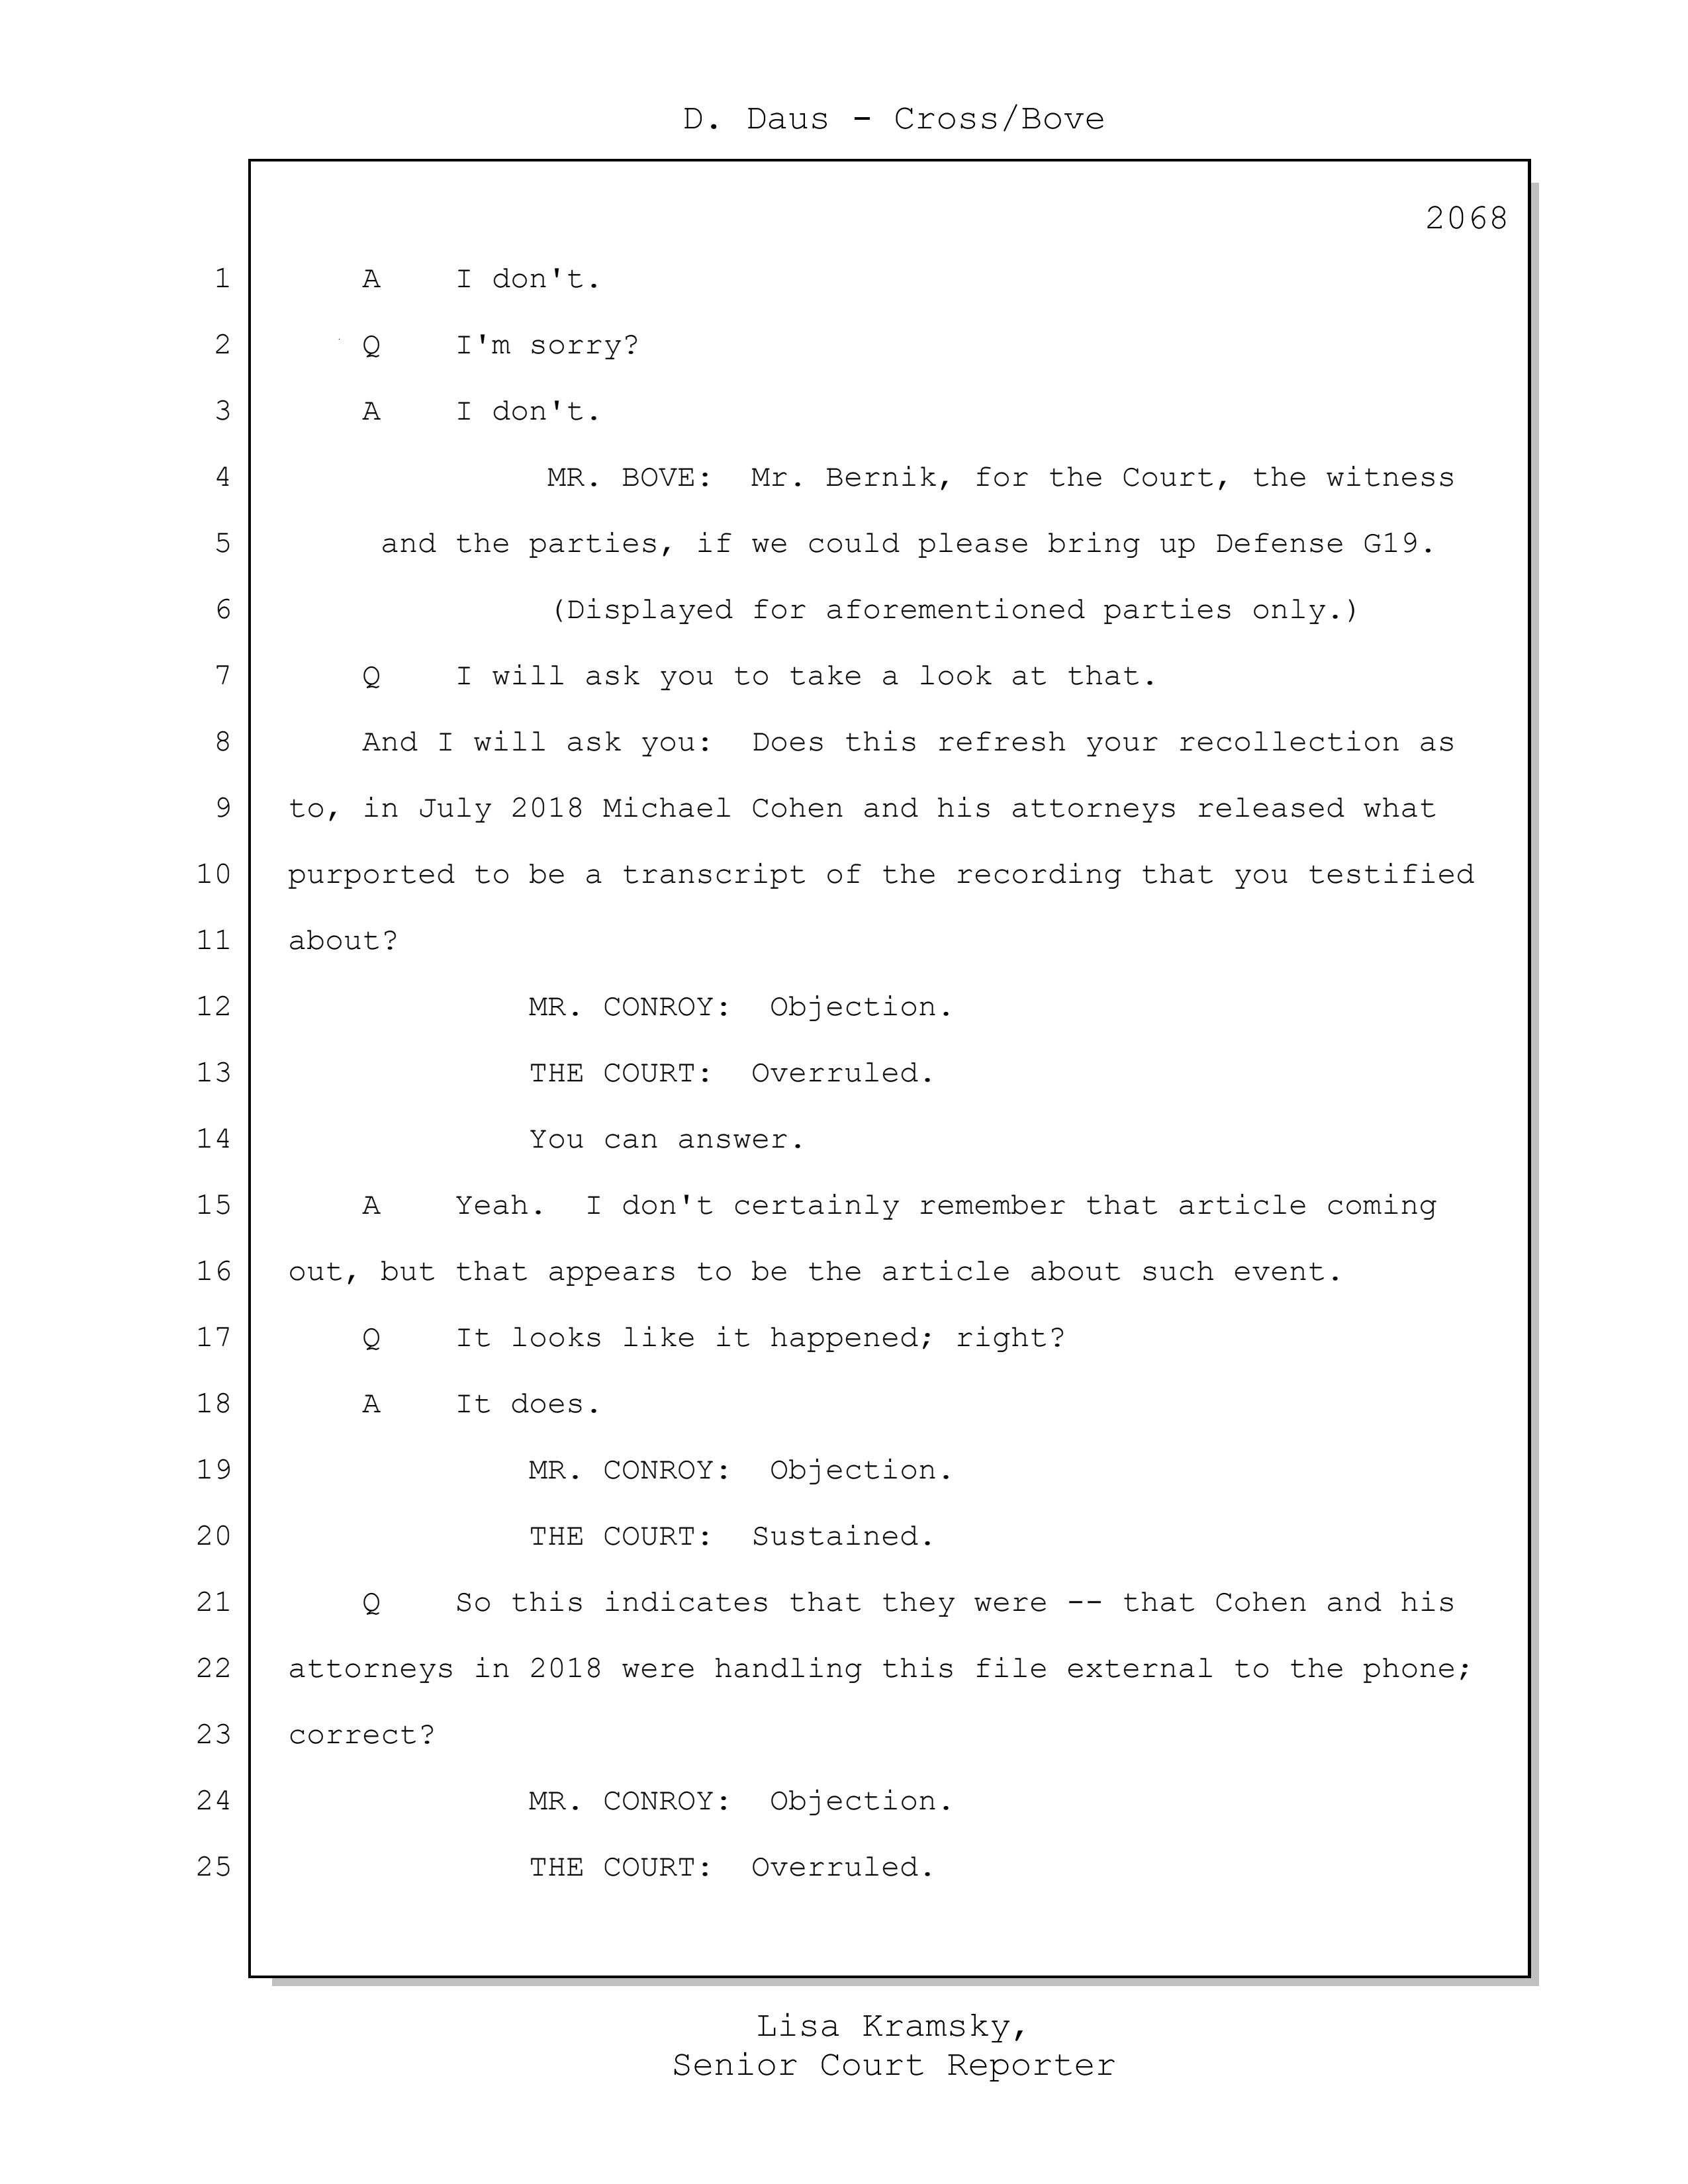 D. Daus - Cross/Bove
2068
1 A I don't.
2 Q I'm sorry?
3 A I don't.
4 MR. BOVE: Mr. Bernik, for the Court, the witness
5 and the parties, if we could please bring up Defense G19.
6 (Displayed for aforementioned parties only.)
7 Q I will ask you to take a look at that.
8 And I will ask you: Does this refresh your recollection as
9 to, in July 2018 Michael Cohen and his attorneys released what
10 purported to be a transcript of the recording that you testified
11 about?
12 MR. CONROY: Objection.
13 THE COURT: Overruled.
14 You can answer.
15 A Yeah. I don't certainly remember that article coming
16 out, but that appears to be the article about such event.
17 Q It looks like it happened; right?
18 A It does.
19 MR. CONROY: Objection.
20 THE COURT: Sustained.
21 Q So this indicates that they were -- that Cohen and his
22 attorneys in 2018 were handling this file external to the phone;
23 correct?
24 MR. CONROY: Objection.
25 THE COURT: Overruled.
Lisa Kramsky,
Senior Court Reporter